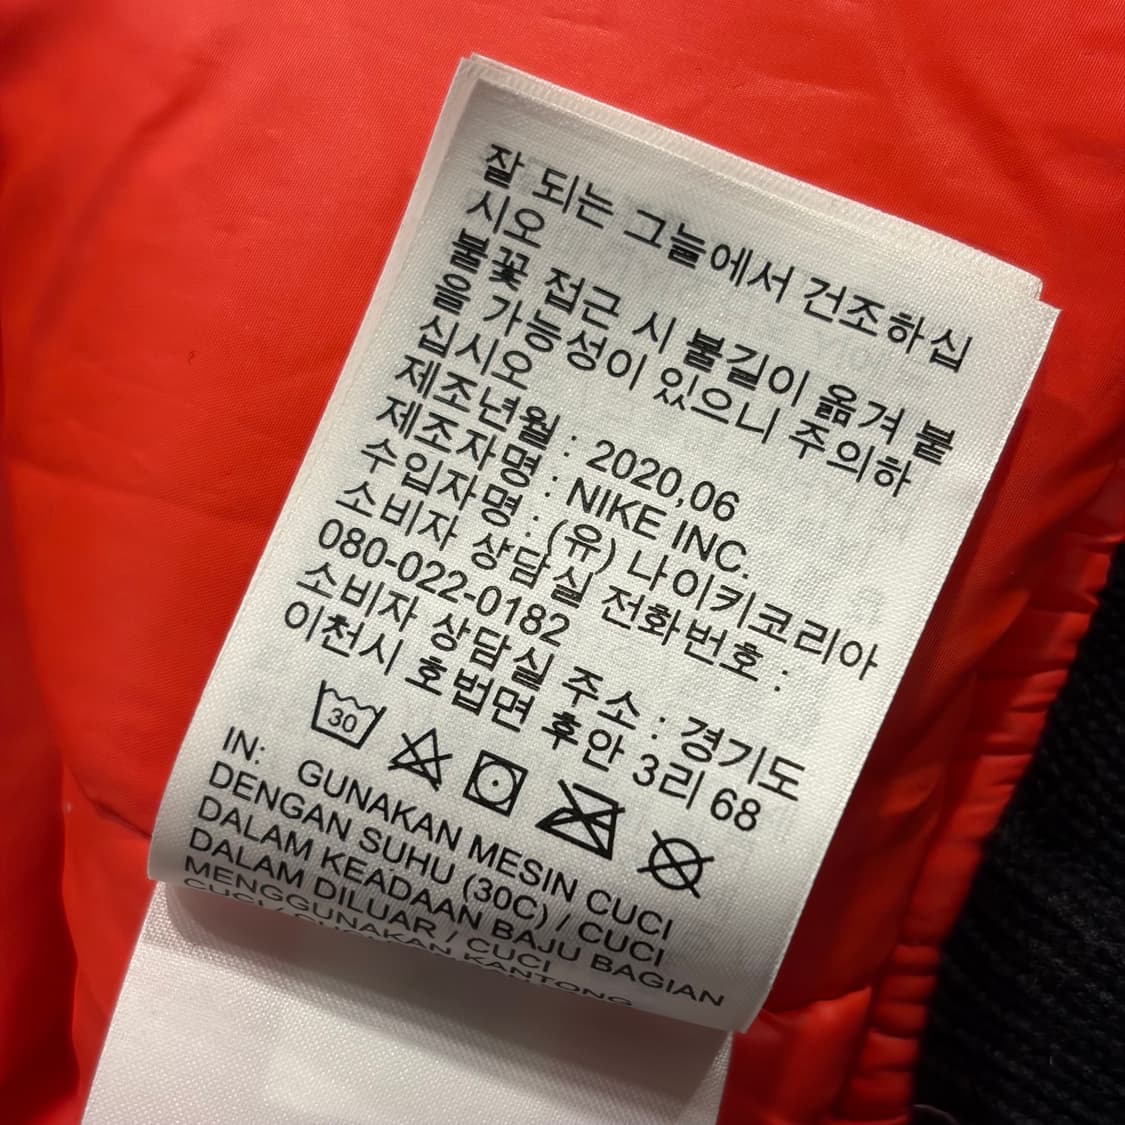 잘 되는 그늘에서 건조하십
시오
불꽃 접근 시 불길이 옮겨 붙
을 가능성이 있으니 주의하
십시오
제조년월 : 2020,06
제조자명 : NIKE INC.
수입자명 : (유) 나이키코리아
소비자 상담실 전화번호 :
080-022-0182
소비자 상담실 주소 : 경기도
이천시 호법면 후안 3리 68
30
IN: GUNAKAN MESIN CUCI
DENGAN SUHU (30C) / CUCI
DALAM KEADAAN BAJU BAGIAN
DALAM DILUAR / CUCI
MENGGUNAKAN KANTONG
CUCI / GUNAKAN